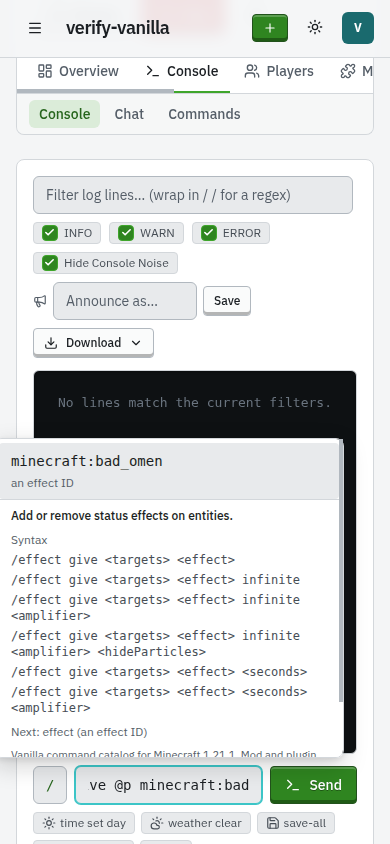 verify-vanilla
+
V
Overview
Console
Players
M
Console
Chat
Commands
Filter log lines... (wrap in / / for a regex)
INFO
WARN
ERROR
Hide Console Noise
Announce as...
Save
Download
No lines match the current filters.
minecraft:bad_omen
an effect ID
Add or remove status effects on entities.
Syntax
/effect give <targets> <effect>
/effect give <targets> <effect> infinite
/effect give <targets> <effect> infinite
<amplifier>
/effect give <targets> <effect> infinite
<amplifier> <hideParticles>
/effect give <targets> <effect> <seconds>
/effect give <targets> <effect> <seconds>
<amplifier>
Next: effect (an effect ID)
Vanilla command catalog for Minecraft 1.21.1. Mod and plugin
/
ve @p minecraft:bad
Send
time set day
weather clear
save-all